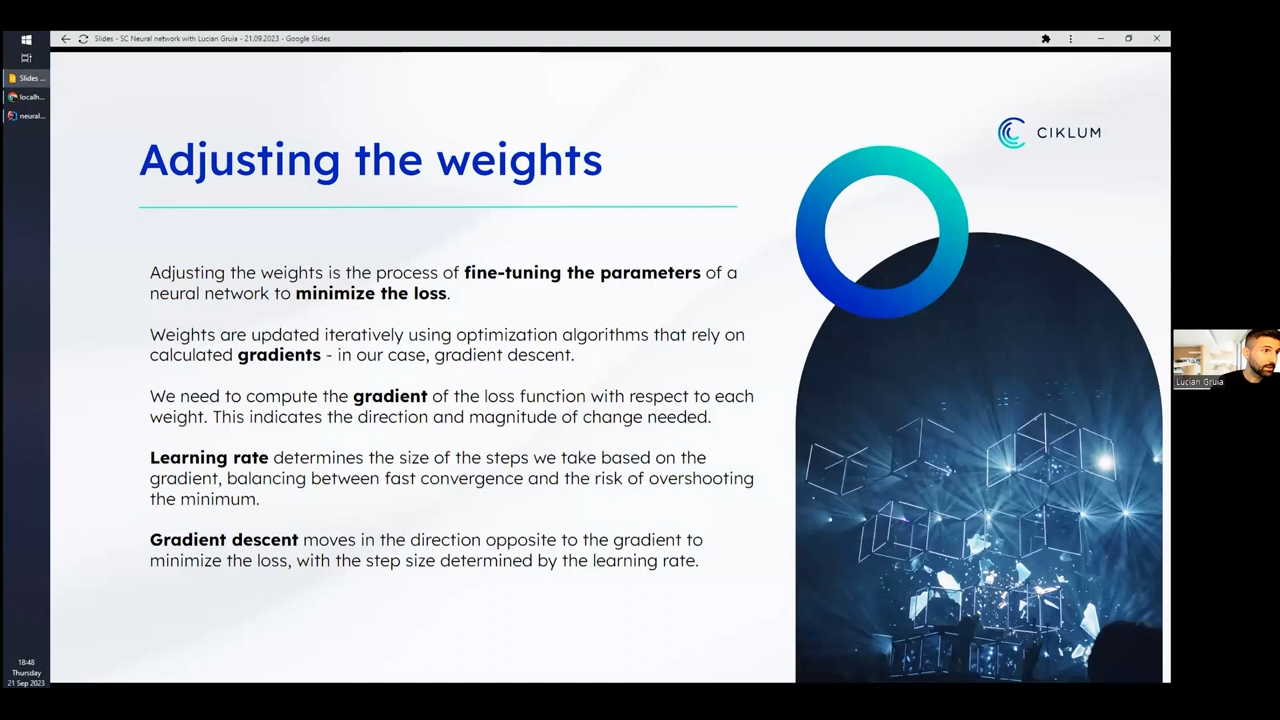 Slides - SC Neural network with Lucian Gruia - 21.09.2023 - Google Slides
Slides ...
localh...
neural...
CIKLUM
Adjusting the weights
Adjusting the weights is the process of fine-tuning the parameters of a
neural network to minimize the loss.
Weights are updated iteratively using optimization algorithms that rely on
calculated gradients - in our case, gradient descent.
We need to compute the gradient of the loss function with respect to each
weight. This indicates the direction and magnitude of change needed.
Learning rate determines the size of the steps we take based on the
gradient, balancing between fast convergence and the risk of overshooting
the minimum.
Gradient descent moves in the direction opposite to the gradient to
minimize the loss, with the step size determined by the learning rate.
Lucian Gruia
18:48
Thursday
21 Sep 2023